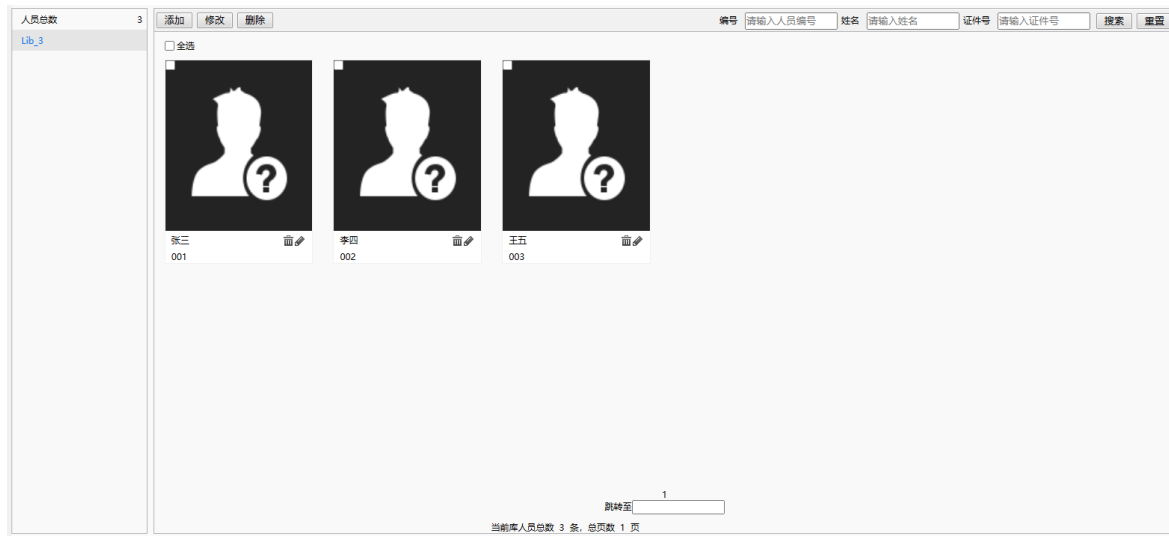 人员总数 3
Lib_3
添加 修改 删除 编号 请输入人员编号 姓名 请输入姓名 证件号 请输入证件号 搜索 重置
全选
? ? ?
张三 李四 王五
001 002 003
1
跳转至
当前库人员总数 3 条，总页数 1 页